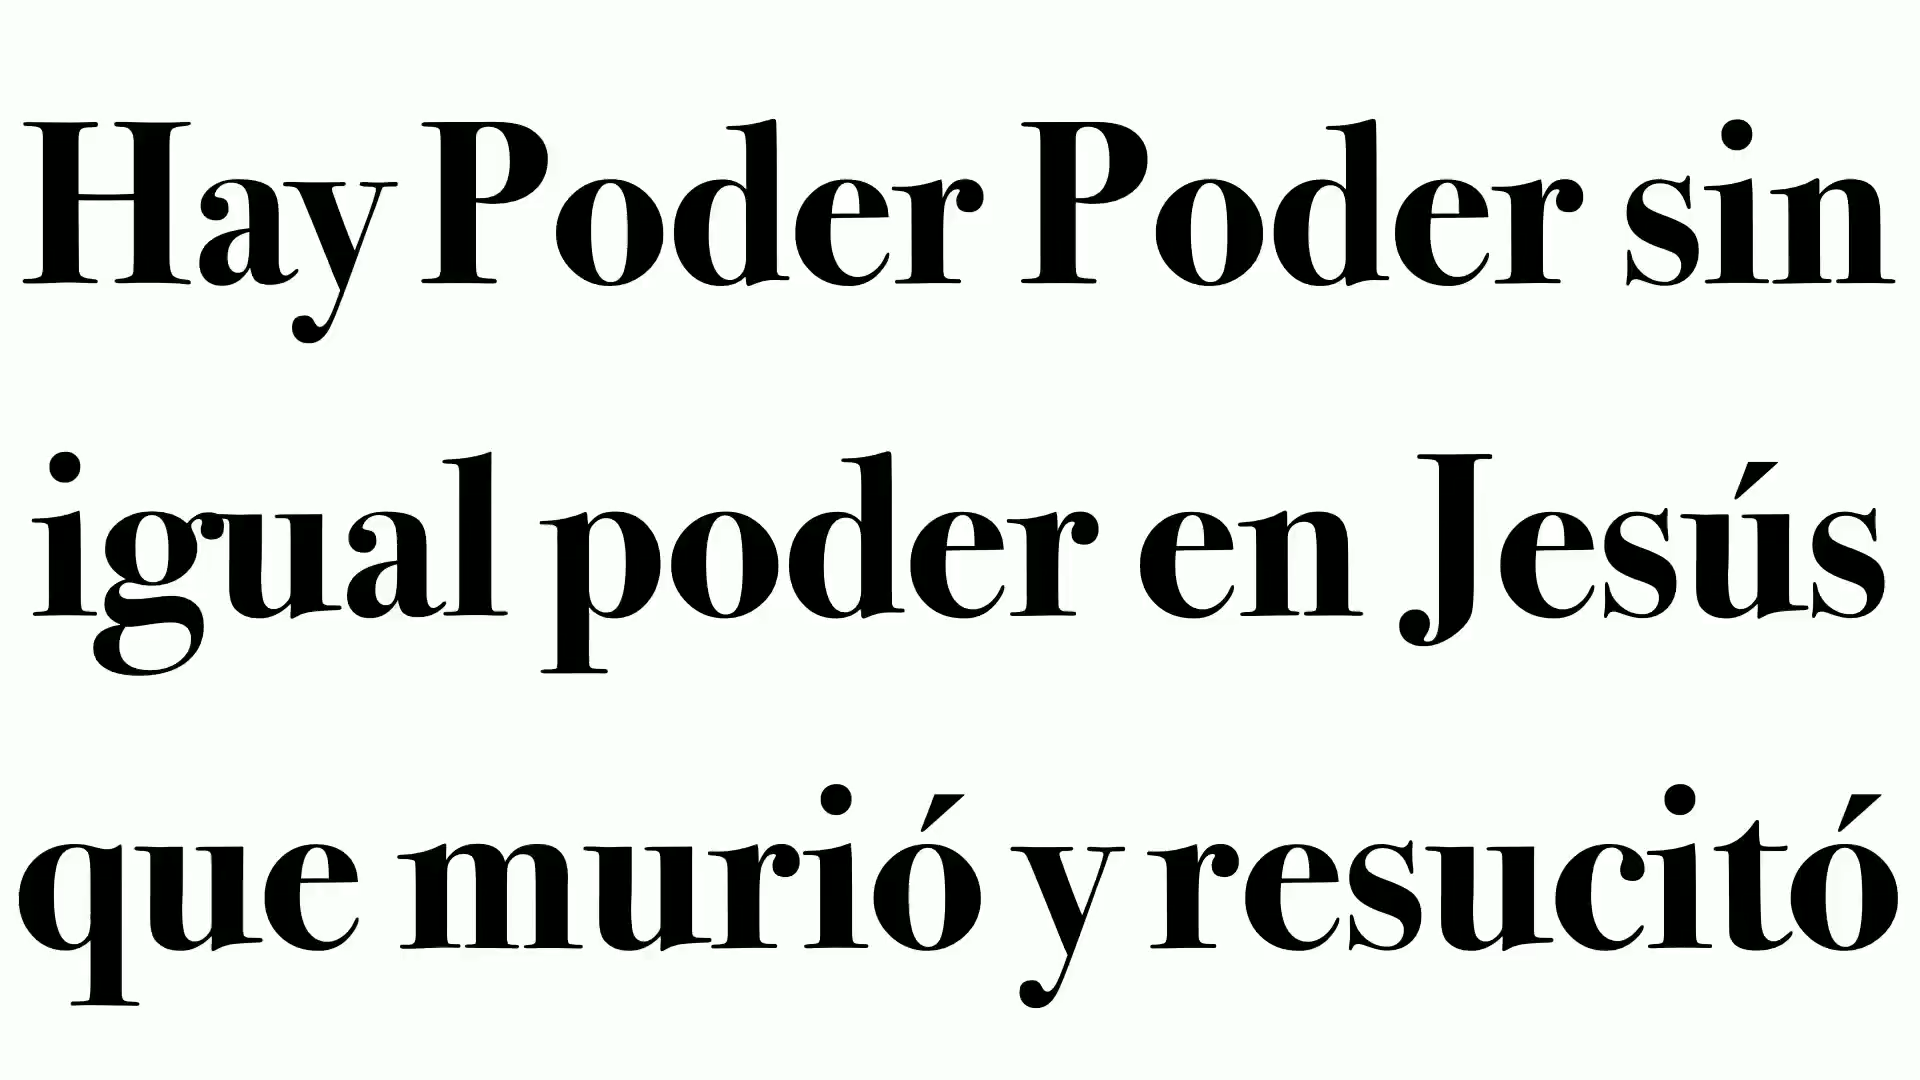 Hay Poder Poder sin
igual poder en Jesús
que murió y resucitó